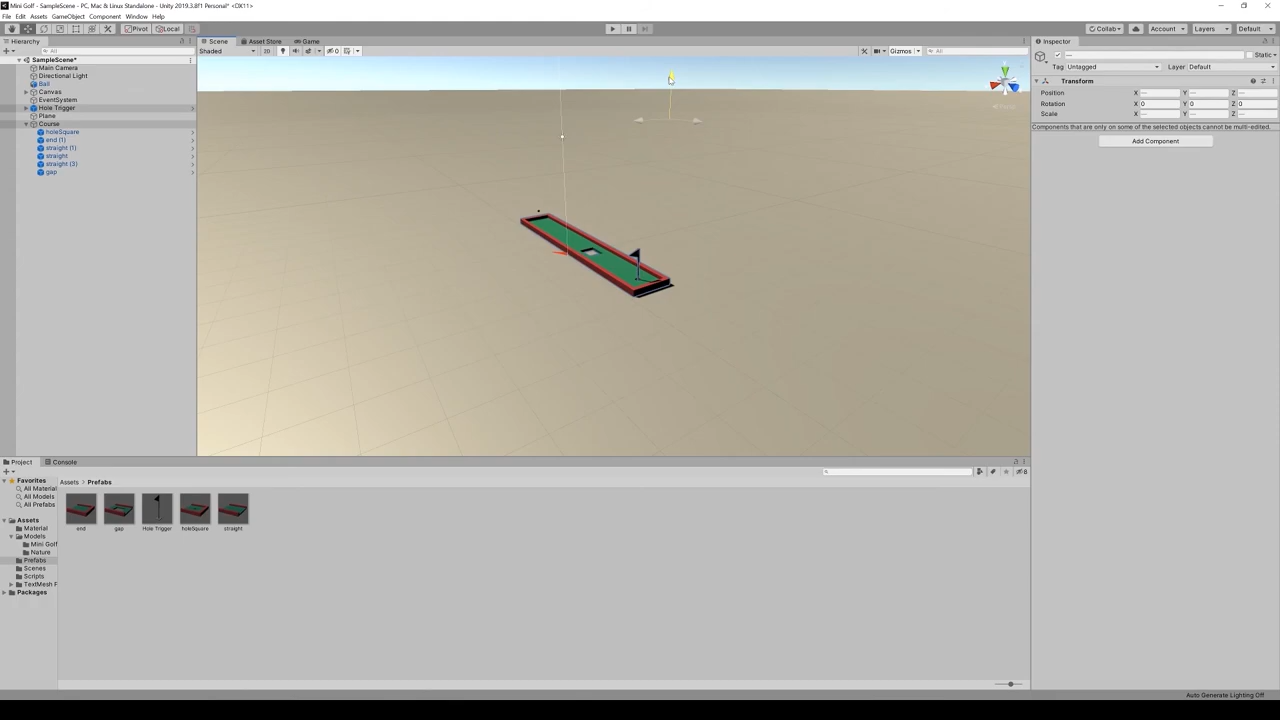 Mini Golf - SampleScene - PC, Mac & Linux Standalone - Unity 2019.3.8f1 Personal* <DX11>
File Edit Assets GameObject Component Window Help
Pivot Local Collab Account Layers Default
Hierarchy Scene Asset Store Game Inspector
All Shaded 2D 0 Gizmos All Static
SampleScene*
Main Camera
Directional Light
Ball
Canvas
EventSystem
Hole Trigger
Plane
Course
holeSquare
end (1)
straight (1)
straight
straight (3)
gap
Persp
Tag Untagged Layer Default
Transform
Position X — Y — Z —
Rotation X 0 Y 0 Z 0
Scale X — Y — Z —
Components that are only on some of the selected objects cannot be multi-edited.
Add Component
Project Console
8
Favorites
All Material
All Models
All Prefabs
Assets
Material
Models
Mini Golf
Nature
Prefabs
Scenes
Scripts
TextMesh F
Packages
Assets > Prefabs
end gap Hole Trigger holeSquare straight
Auto Generate Lighting Off